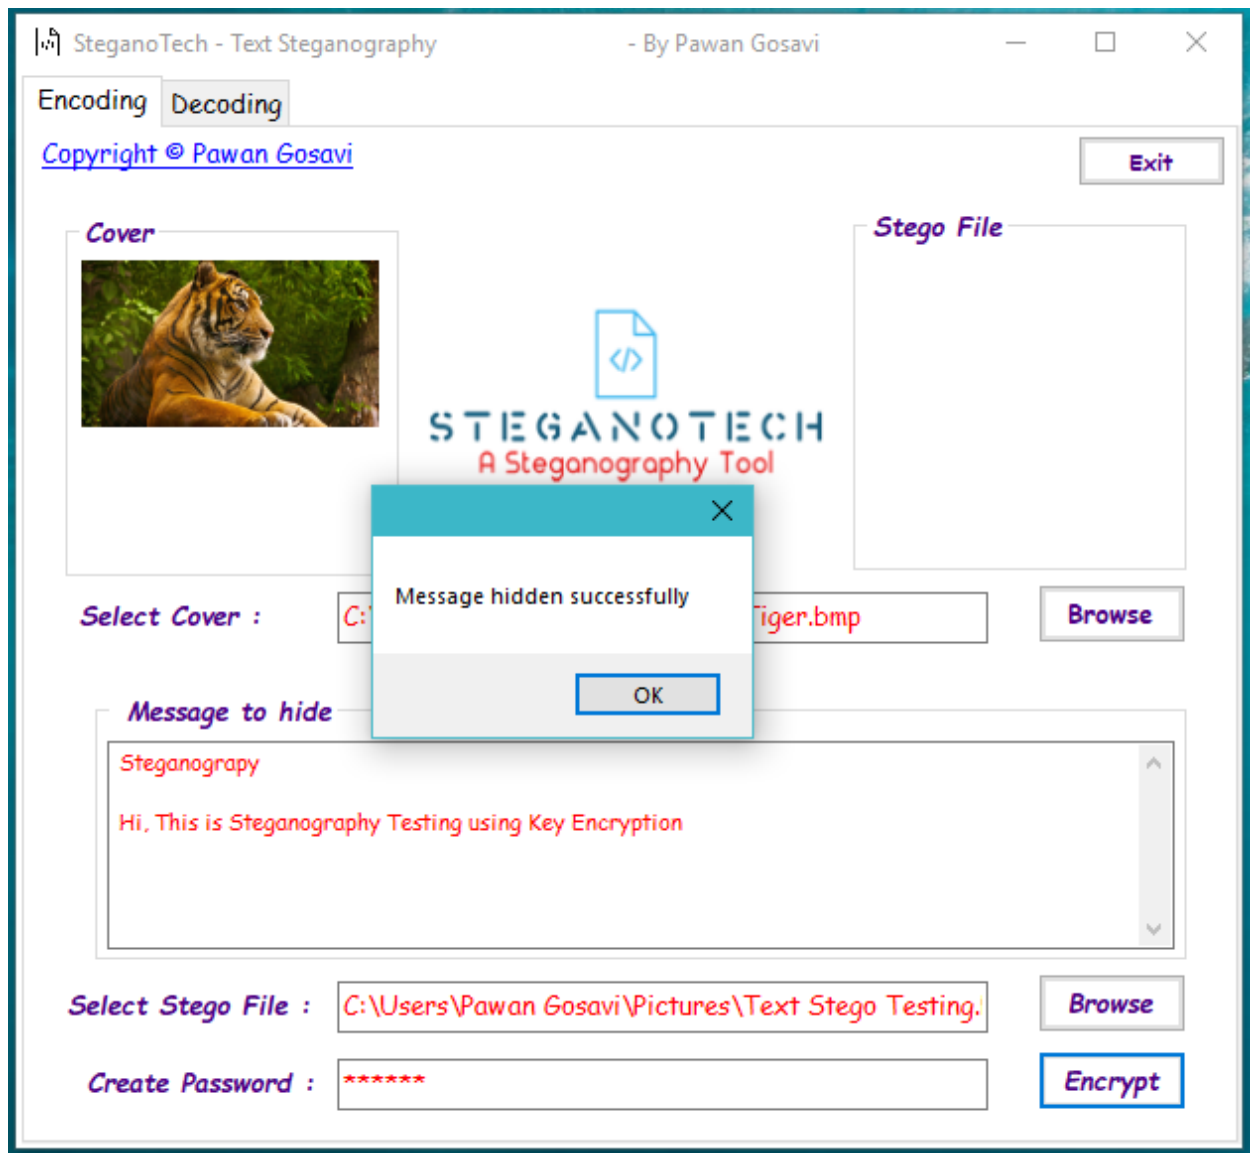 SteganoTech - Text Steganography - By Pawan Gosavi
Encoding Decoding
Copyright © Pawan Gosavi
Exit
Cover
Stego File
</>
STEGANOTECH
A Steganography Tool
Message hidden successfully
OK
Select Cover : C:\ Tiger.bmp Browse
Message to hide
Steganograpy
Hi, This is Steganography Testing using Key Encryption
Select Stego File : C:\Users\Pawan Gosavi\Pictures\Text Stego Testing. Browse
Create Password : ****** Encrypt